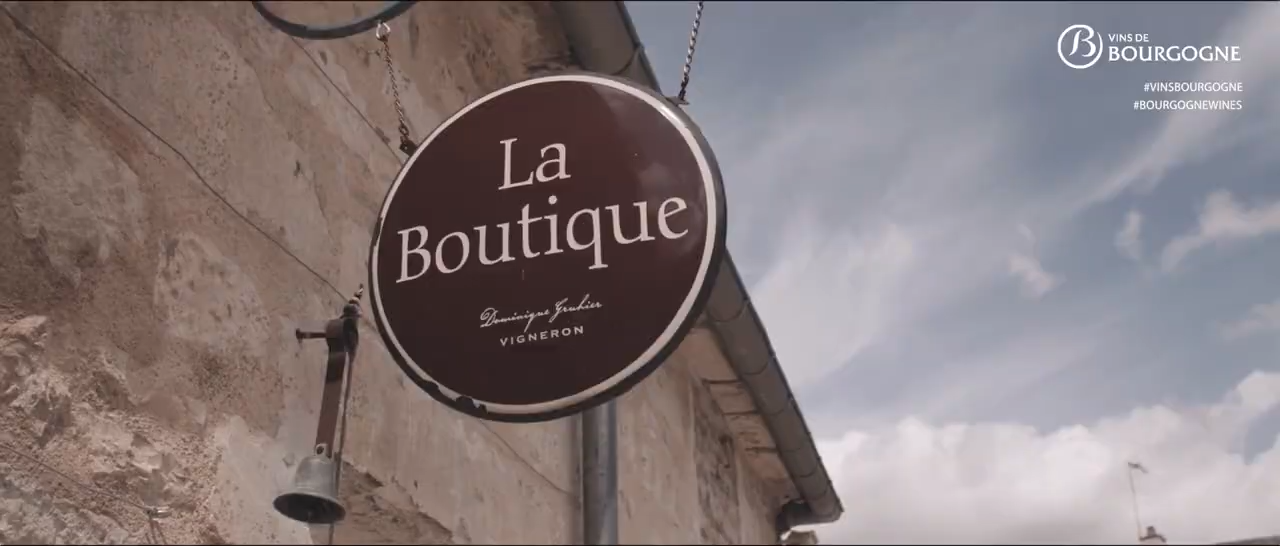 La
Boutique
Dominique Gruhier
VIGNERON
VINS DE
BOURGOGNE
#VINSBOURGOGNE
#BOURGOGNEWINES